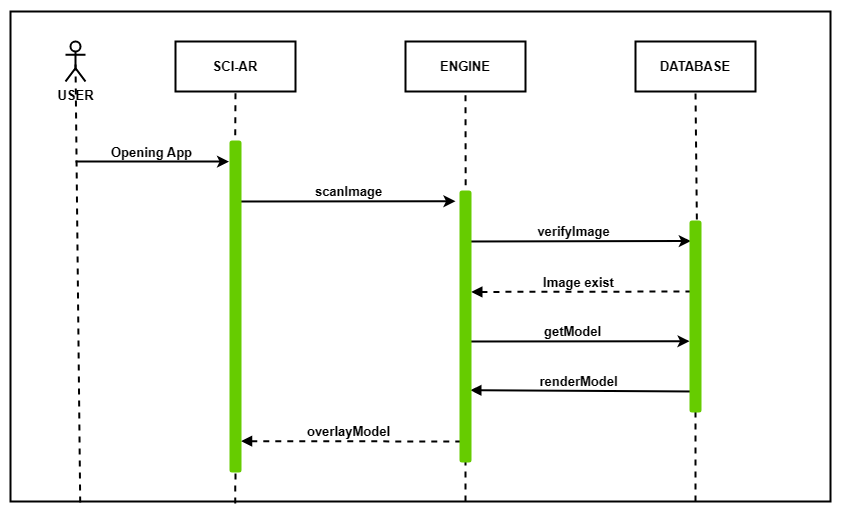 SCI-AR
ENGINE
DATABASE
USER
Opening App
scanImage
verifyImage
Image exist
getModel
renderModel
overlayModel